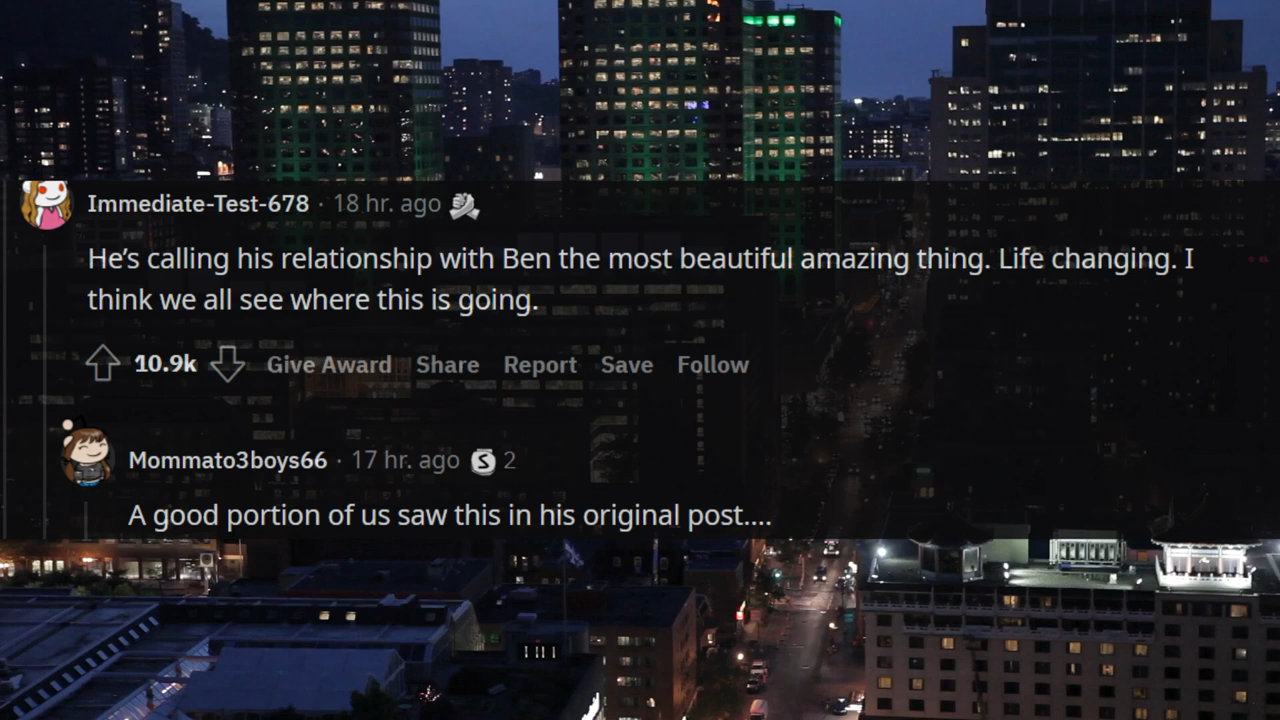 Immediate-Test-678 · 18 hr. ago
He’s calling his relationship with Ben the most beautiful amazing thing. Life changing. I
think we all see where this is going.
10.9k Give Award Share Report Save Follow
Mommato3boys66 · 17 hr. ago S 2
A good portion of us saw this in his original post....